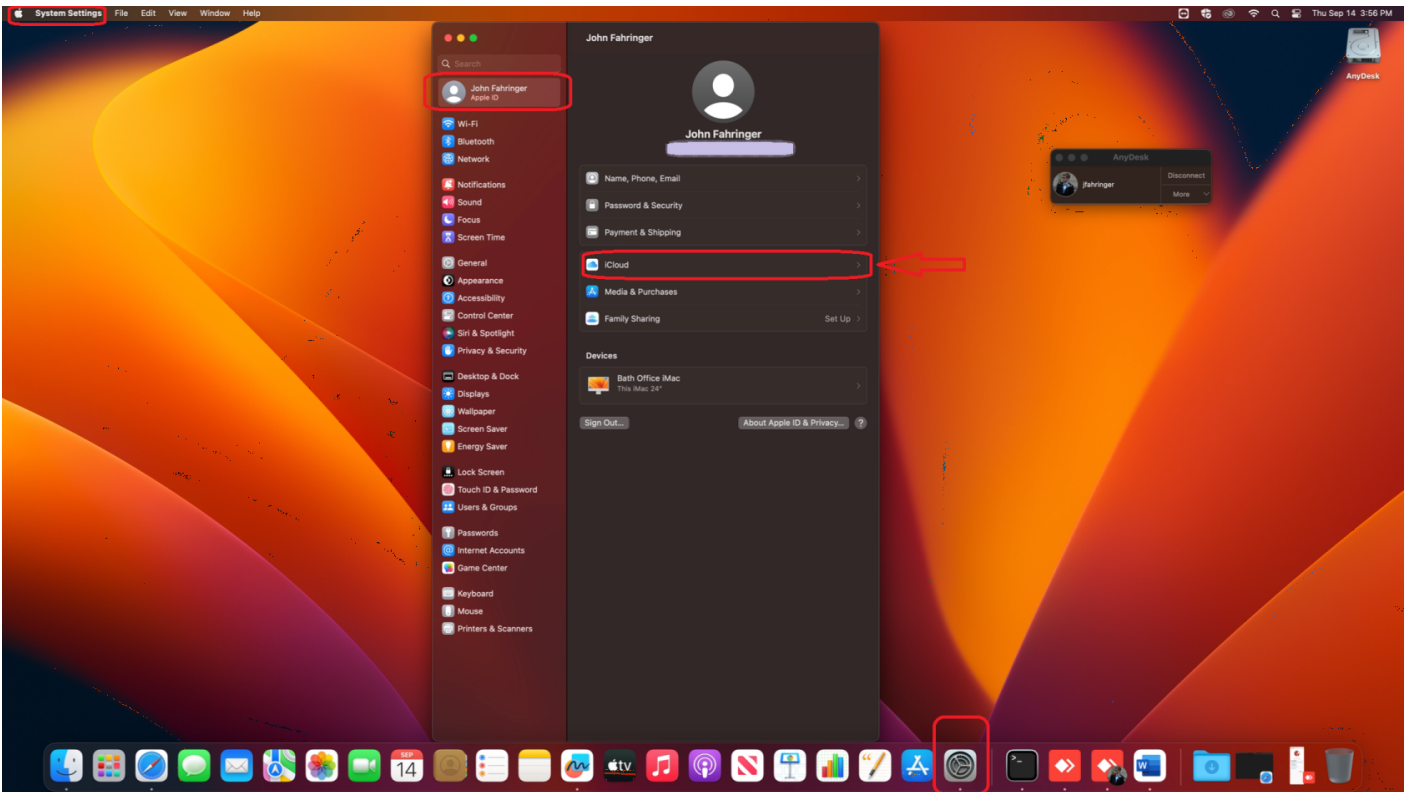 System Settings File Edit View Window Help
Thu Sep 14 3:56 PM
AnyDesk
Search
John Fahringer
Apple ID
Wi-Fi
Bluetooth
Network
Notifications
Sound
Focus
Screen Time
General
Appearance
Accessibility
Control Center
Siri & Spotlight
Privacy & Security
Desktop & Dock
Displays
Wallpaper
Screen Saver
Energy Saver
Lock Screen
Touch ID & Password
Users & Groups
Passwords
Internet Accounts
Game Center
Keyboard
Mouse
Printers & Scanners
John Fahringer
John Fahringer
Name, Phone, Email
Password & Security
Payment & Shipping
iCloud
Media & Purchases
Family Sharing Set Up
Devices
Bath Office iMac
This iMac 24"
Sign Out... About Apple ID & Privacy... ?
AnyDesk
jfahringer
Disconnect
More
SEP
14
tv